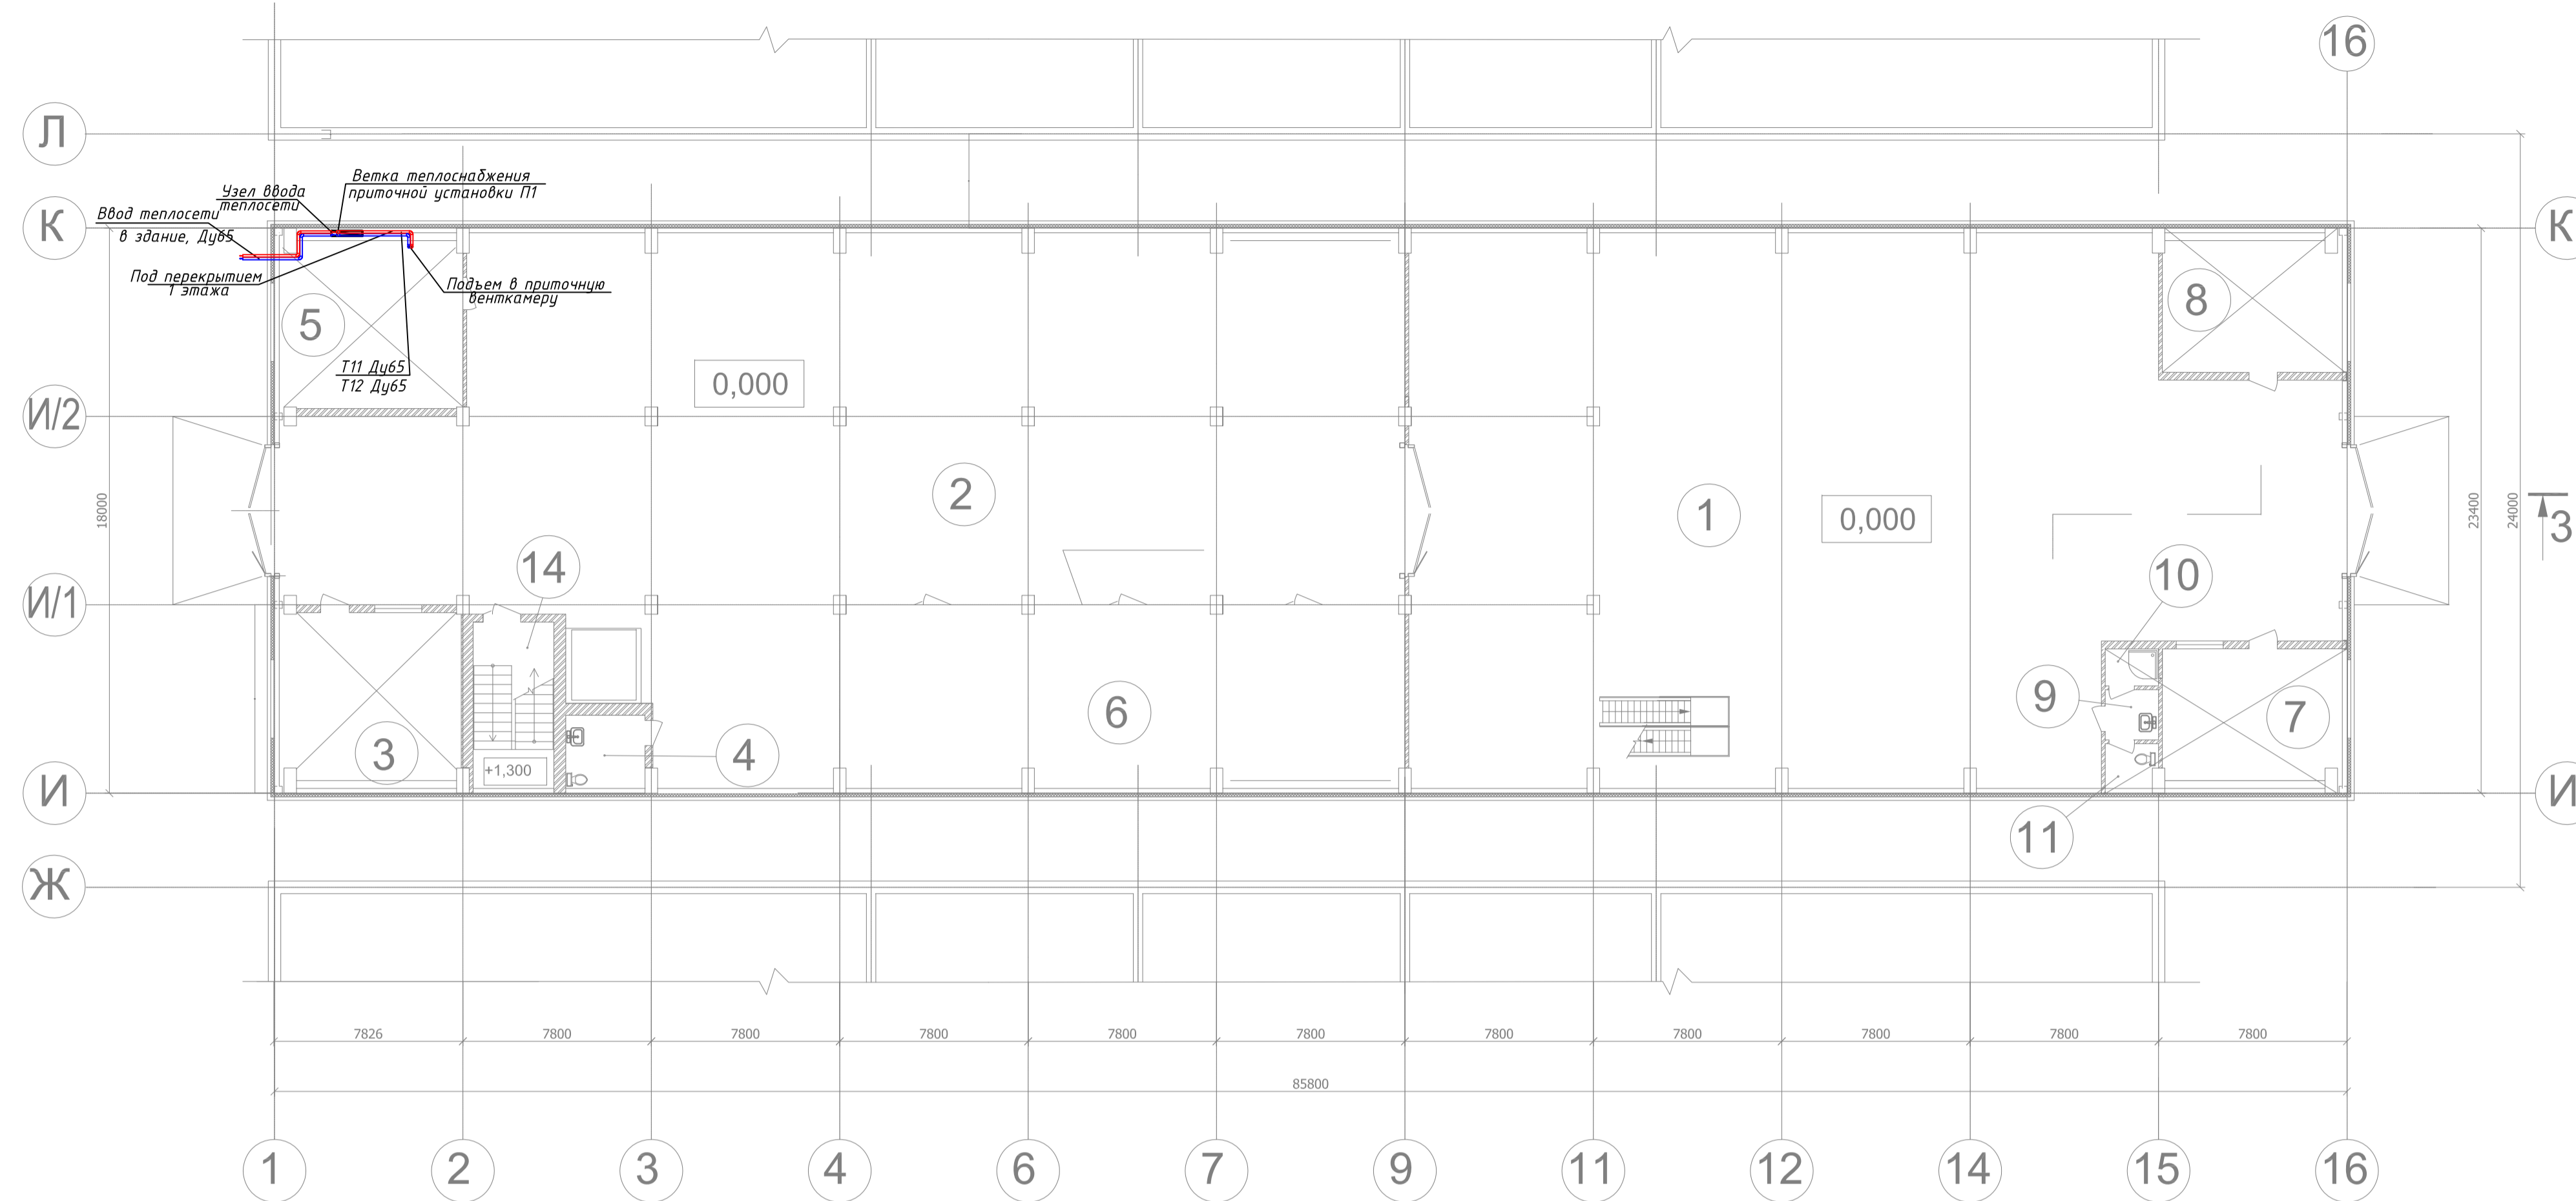 16
Л
Ветка теплоснабжения
приточной установки П1
Узел ввода
теплосети
Ввод теплосети
в здание, Ду65
К
К
Под перекрытием
1 этажа
Подъем в приточную
венткамеру
5
8
Т11 Ду65
Т12 Ду65
0,000
И/2
2
1
0,000
18000
23400
24000
3
14
10
И/1
9
6
7
3
4
+1,300
И
И
11
Ж
7826
7800
7800
7800
7800
7800
7800
7800
7800
7800
7800
85800
1
2
3
4
6
7
9
11
12
14
15
16